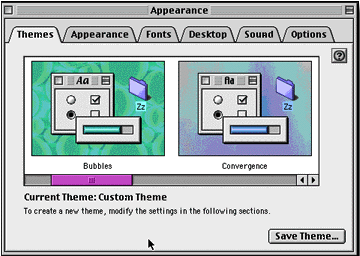 Appearance
Themes Appearance Fonts Desktop Sound Options
?
Aa
Zz
Bubbles
Aa
Zz
Convergence
Current Theme: Custom Theme
To create a new theme, modify the settings in the following sections.
Save Theme...